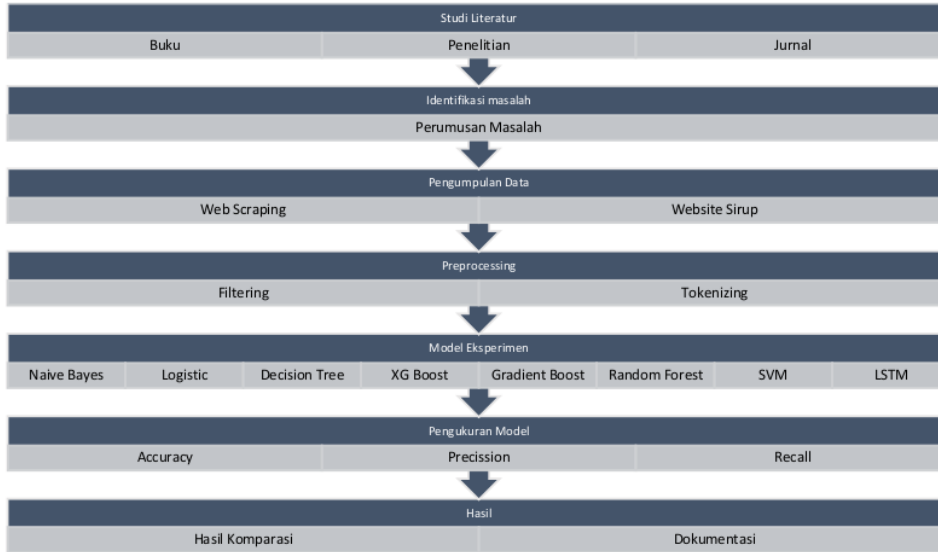 Studi Literatur
Buku Penelitian Jurnal
Identifikasi masalah
Perumusan Masalah
Pengumpulan Data
Web Scraping Website Sirup
Preprocessing
Filtering Tokenizing
Model Eksperimen
Naive Bayes Logistic Decision Tree XG Boost Gradient Boost Random Forest SVM LSTM
Pengukuran Model
Accuracy Precission Recall
Hasil
Hasil Komparasi Dokumentasi